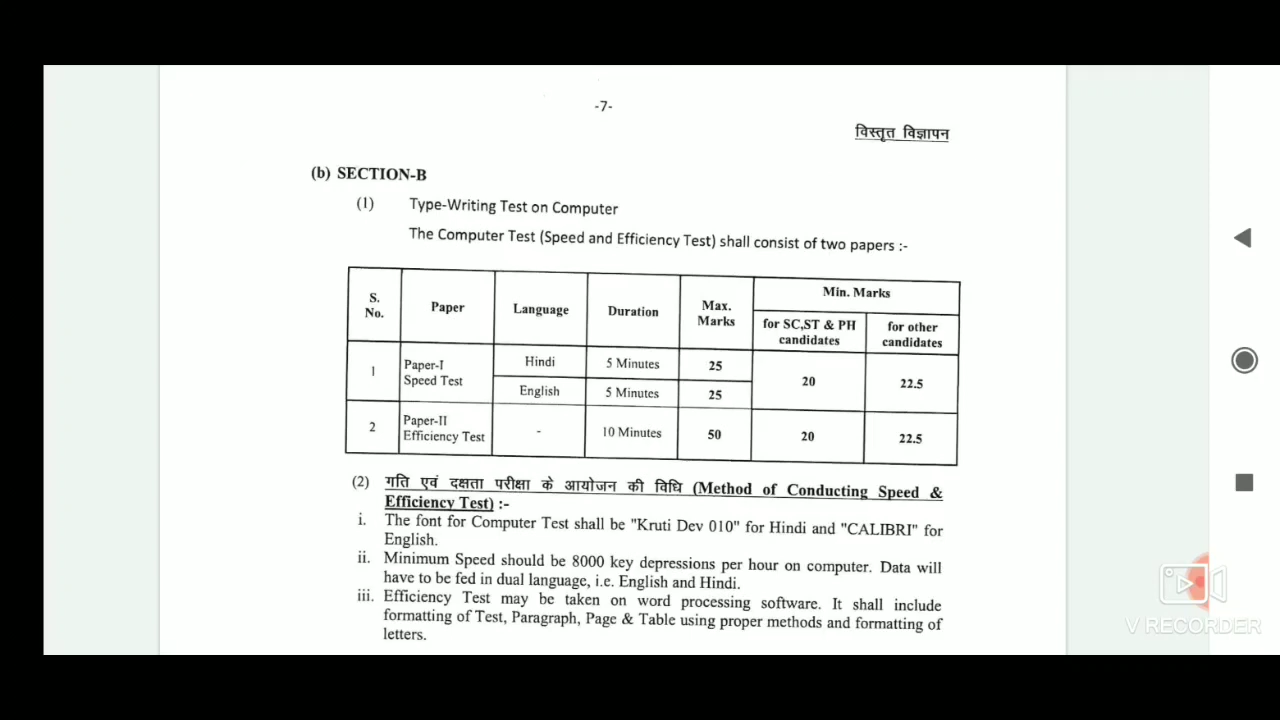 -7-
विस्तृत विज्ञापन
(b) SECTION-B
(1) Type-Writing Test on Computer
The Computer Test (Speed and Efficiency Test) shall consist of two papers :-
S. No. Paper Language Duration Max. Marks Min. Marks
for SC,ST & PH candidates for other candidates
1 Paper-I Speed Test Hindi 5 Minutes 25 20 22.5
English 5 Minutes 25
2 Paper-II Efficiency Test - 10 Minutes 50 20 22.5
(2) गति एवं दक्षता परीक्षा के आयोजन की विधि (Method of Conducting Speed &
Efficiency Test) :-
i. The font for Computer Test shall be "Kruti Dev 010" for Hindi and "CALIBRI" for
English.
ii. Minimum Speed should be 8000 key depressions per hour on computer. Data will
have to be fed in dual language, i.e. English and Hindi.
iii. Efficiency Test may be taken on word processing software. It shall include
formatting of Test, Paragraph, Page & Table using proper methods and formatting of
letters.
V RECORDER